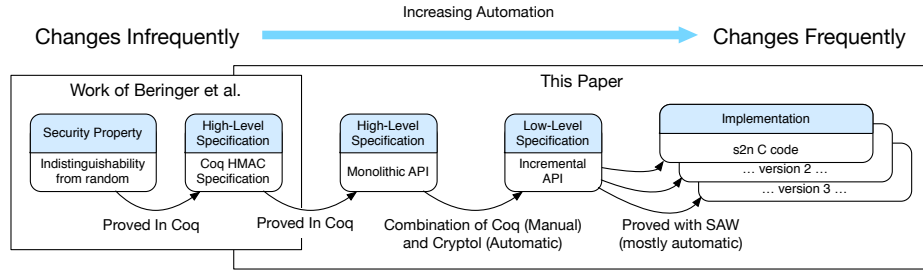 Increasing Automation
Changes Infrequently
Changes Frequently
Work of Beringer et al.
This Paper
Security Property
Indistinguishability
from random
High-Level
Specification
Coq HMAC
Specification
High-Level
Specification
Monolithic API
Low-Level
Specification
Incremental
API
Implementation
s2n C code
... version 2 ...
... version 3 ...
Proved In Coq
Proved In Coq
Combination of Coq (Manual)
and Cryptol (Automatic)
Proved with SAW
(mostly automatic)